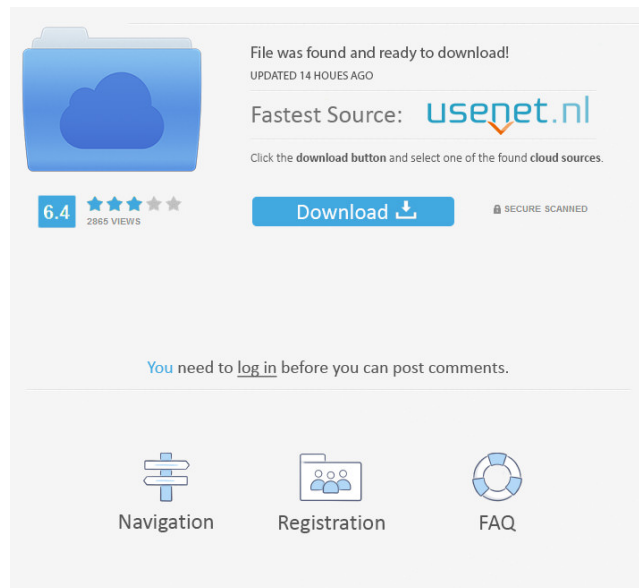 File was found and ready to download!
UPDATED 14 HOUES AGO
Fastest Source: usenet.nl
Click the download button and select one of the found cloud sources.
6.4
2865 VIEWS
Download
SECURE SCANNED
You need to log in before you can post comments.
Navigation
Registration
FAQ